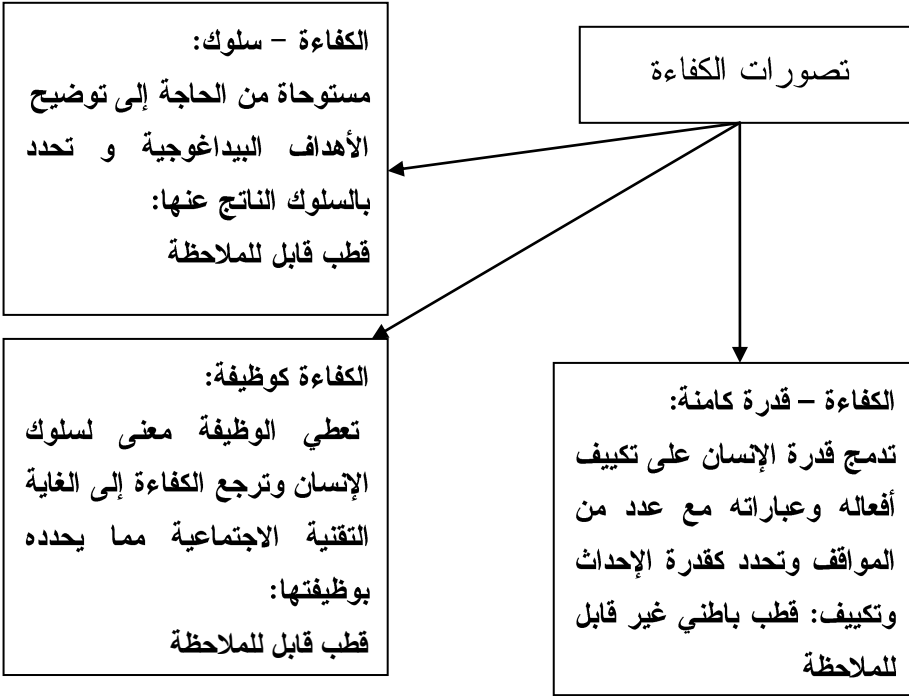 تصورات الكفاءة
الكفاءة – سلوك:
مستوحاة من الحاجة إلى توضيح
الأهداف البيداغوجية و تحدد
بالسلوك الناتج عنها:
قطب قابل للملاحظة
الكفاءة كوظيفة:
تعطي الوظيفة معنى لسلوك
الإنسان وترجع الكفاءة إلى الغاية
التقنية الاجتماعية مما يحدده
بوظيفتها:
قطب قابل للملاحظة
الكفاءة – قدرة كامنة:
تدمج قدرة الإنسان على تكييف
أفعاله وعباراته مع عدد من
المواقف وتحدد كقدرة الإحداث
وتكييف: قطب باطني غير قابل
للملاحظة